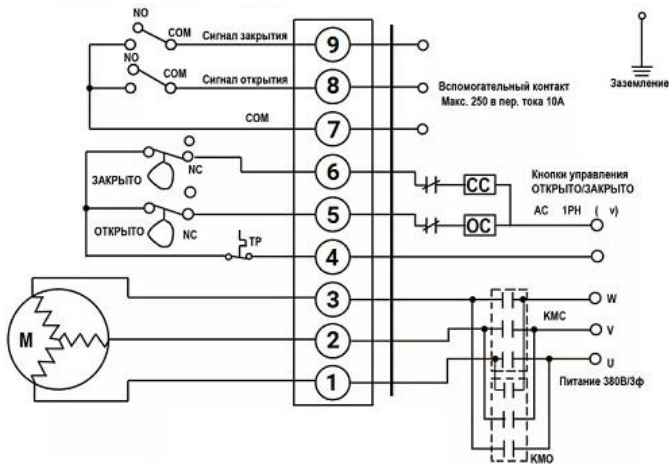 NO
COM
Сигнал закрытия
9
NO
COM
Сигнал открытия
8
Вспомогательный контакт
Макс. 250 в пер. тока 10А
Заземление
COM
7
ЗАКРЫТО
NC
6
CC
Кнопки управления
ОТКРЫТО/ЗАКРЫТО
ОТКРЫТО
NC
5
OC
AC 1PH ( v)
TP
4
3
W
M
2
KMC
V
1
U
Питание 380В/3ф
KMO